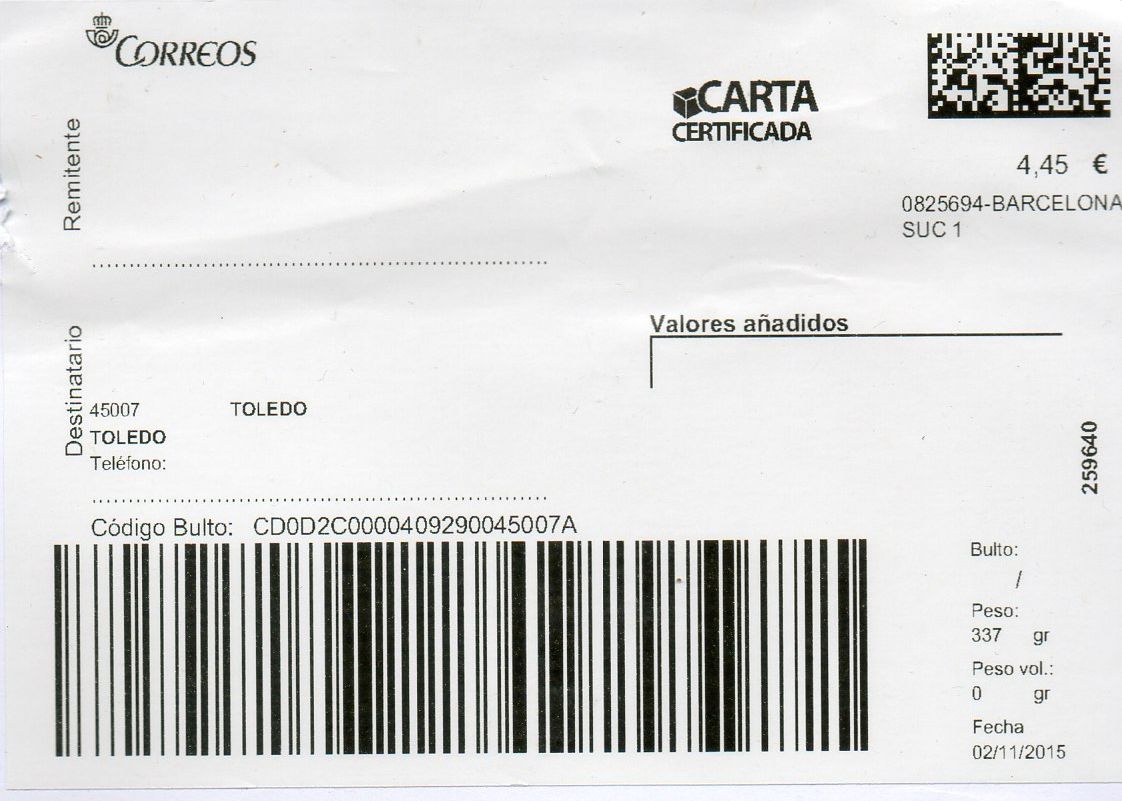 CORREOS
CARTA
CERTIFICADA
4,45 €
0825694-BARCELONA
SUC 1
Remitente
Valores añadidos
Destinatario
45007 TOLEDO
TOLEDO
Teléfono:
259640
Código Bulto: CD0D2C0000409290045007A
Bulto:
/
Peso:
337 gr
Peso vol.:
0 gr
Fecha
02/11/2015